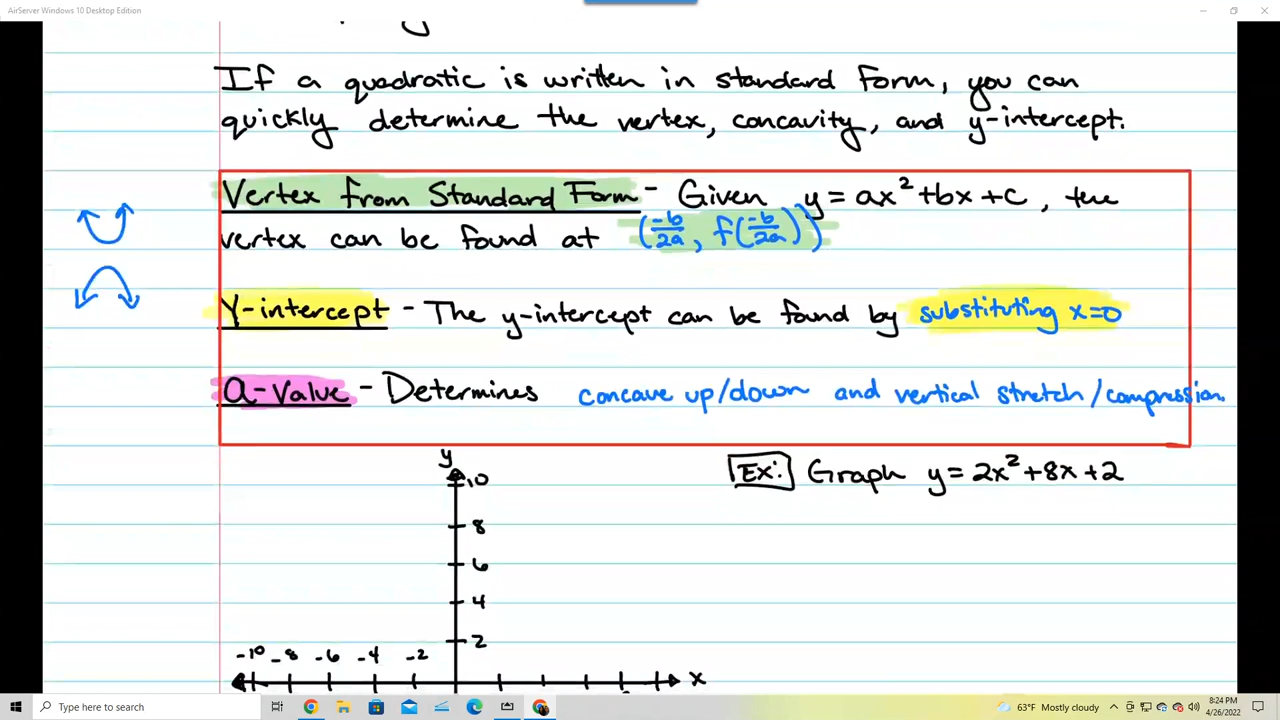 AirServer Windows 10 Desktop Edition
If a quadratic is written in standard form, you can
quickly determine the vertex, concavity, and y-intercept.
Vertex from Standard Form - Given y = ax² + bx + c, the
vertex can be found at (-b/2a, f(-b/2a))
Y-intercept - The y-intercept can be found by substituting x=0
a-value - Determines concave up/down and vertical stretch/compression.
y
Ex: Graph y = 2x² + 8x + 2
10
8
6
4
2
-10 -8 -6 -4 -2
x
Type here to search
63°F Mostly cloudy
8:24 PM
4/26/2022